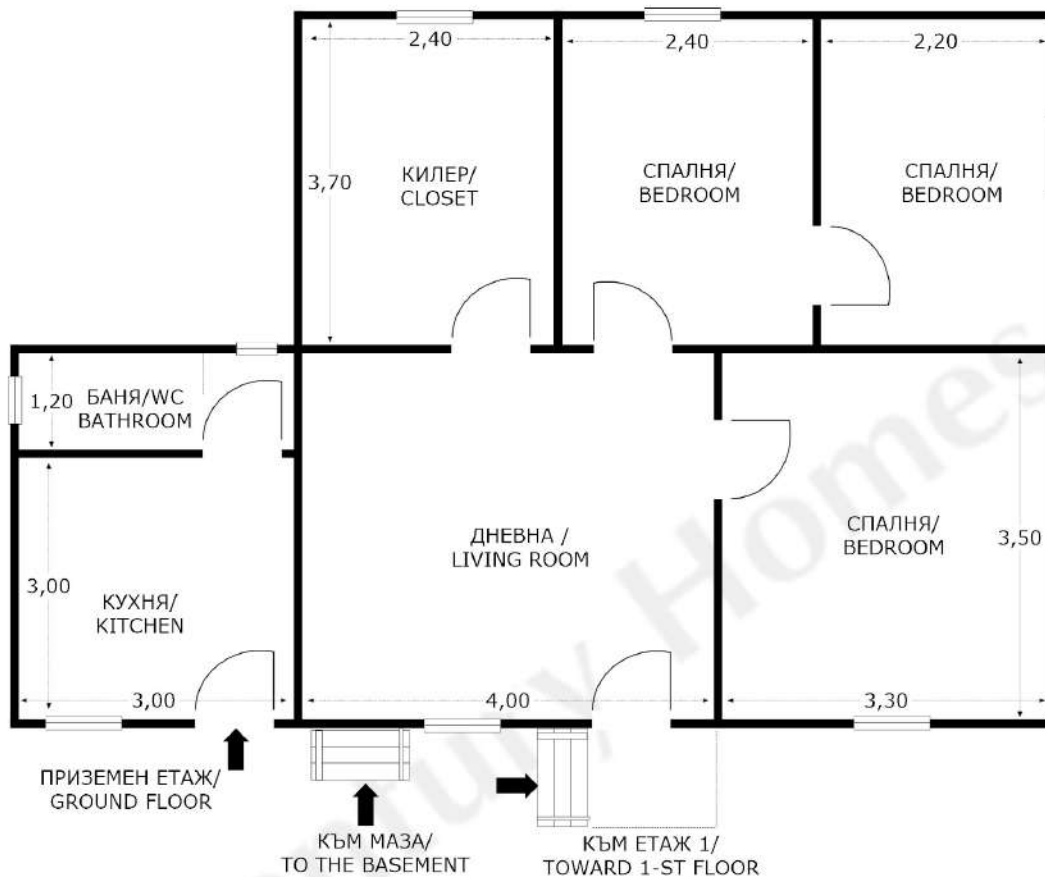 2,40
2,40
2,20
3,70
КИЛЕР/
CLOSET
СПАЛНЯ/
BEDROOM
СПАЛНЯ/
BEDROOM
1,20
БАНЯ/WC
BATHROOM
ДНЕВНА /
LIVING ROOM
СПАЛНЯ/
BEDROOM
3,50
3,00
КУХНЯ/
KITCHEN
3,00
4,00
3,30
ПРИЗЕМЕН ЕТАЖ/
GROUND FLOOR
КЪМ МАЗА/
TO THE BASEMENT
КЪМ ЕТАЖ 1/
TOWARD 1-ST FLOOR
Homes